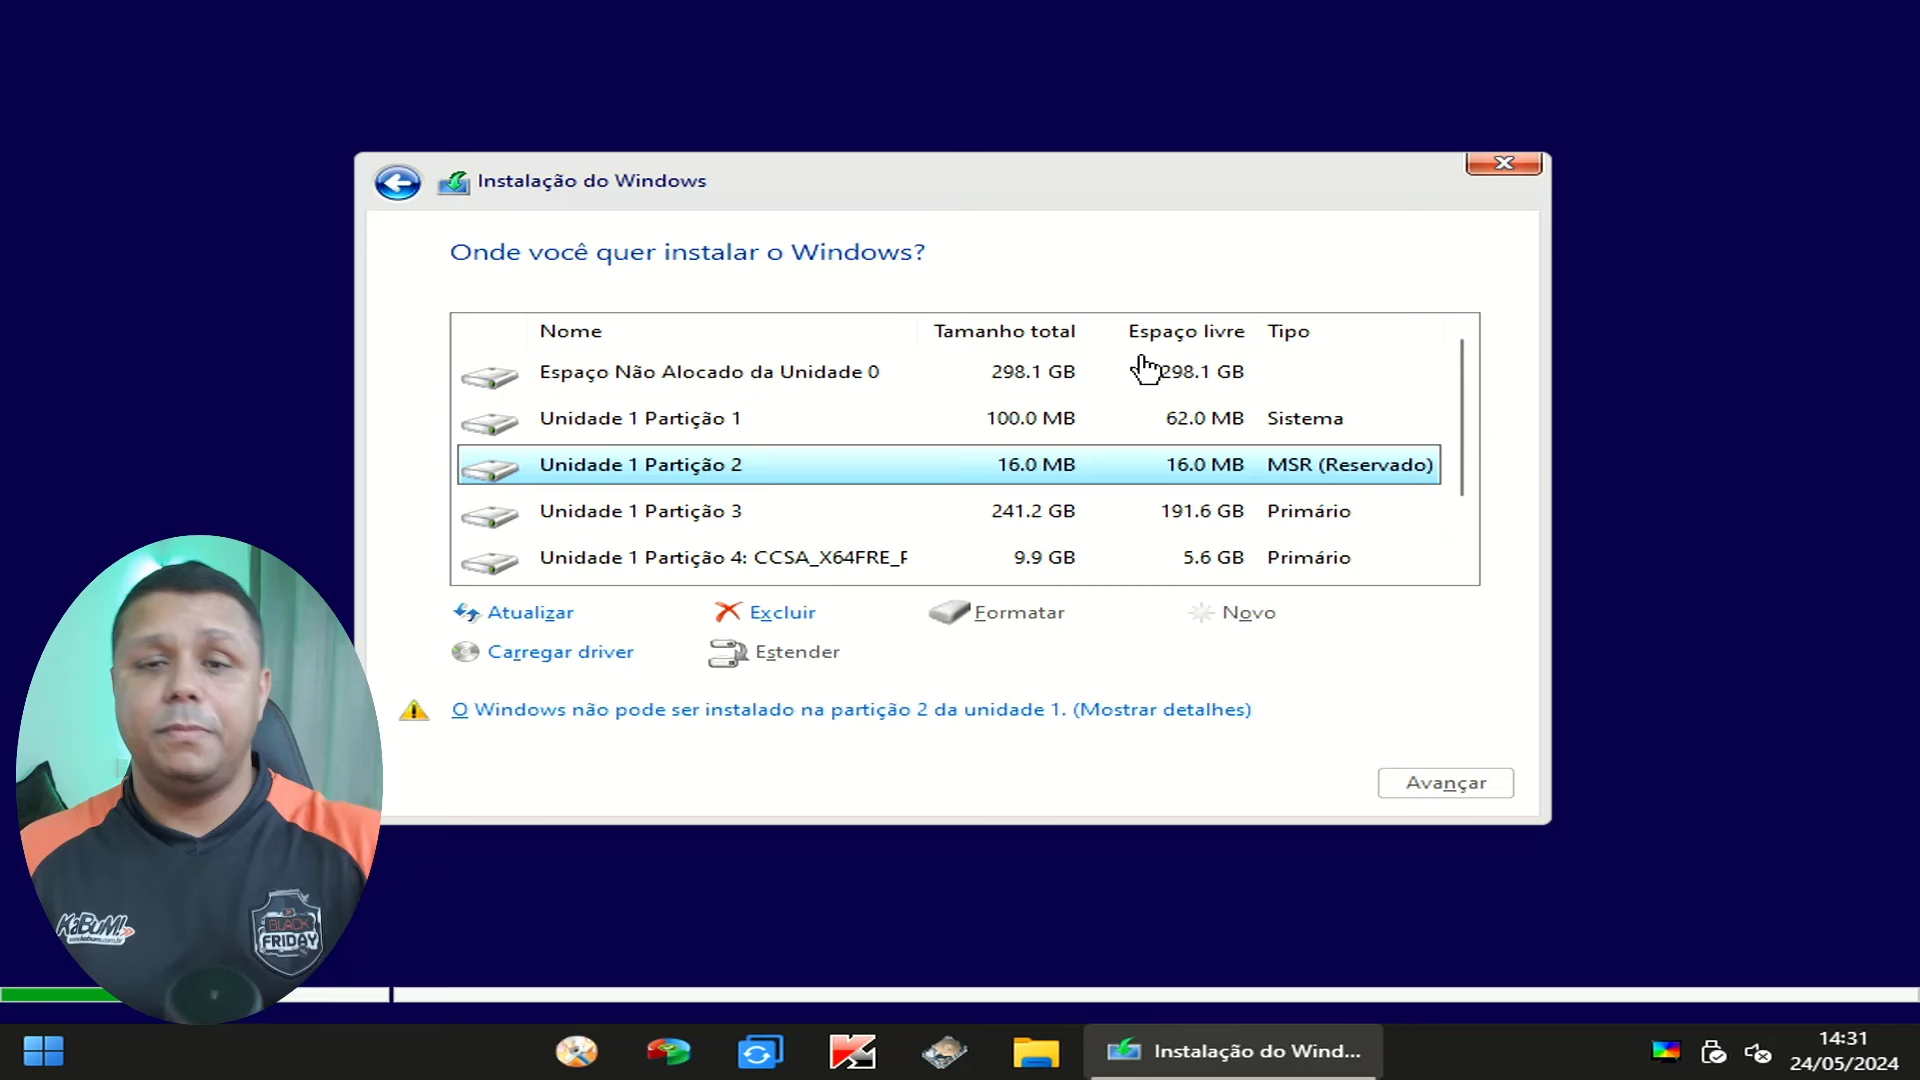 Instalação do Windows
Onde você quer instalar o Windows?
Nome Tamanho total Espaço livre Tipo
Espaço Não Alocado da Unidade 0 298.1 GB 298.1 GB
Unidade 1 Partição 1 100.0 MB 62.0 MB Sistema
Unidade 1 Partição 2 16.0 MB 16.0 MB MSR (Reservado)
Unidade 1 Partição 3 241.2 GB 191.6 GB Primário
Unidade 1 Partição 4: CCSA_X64FRE_F 9.9 GB 5.6 GB Primário
Atualizar Excluir Formatar Novo
Carregar driver Estender
O Windows não pode ser instalado na partição 2 da unidade 1. (Mostrar detalhes)
Avançar
KaBuM!
www.kabum.com.br
BLACK
FRIDAY
Instalação do Wind...
14:31
24/05/2024